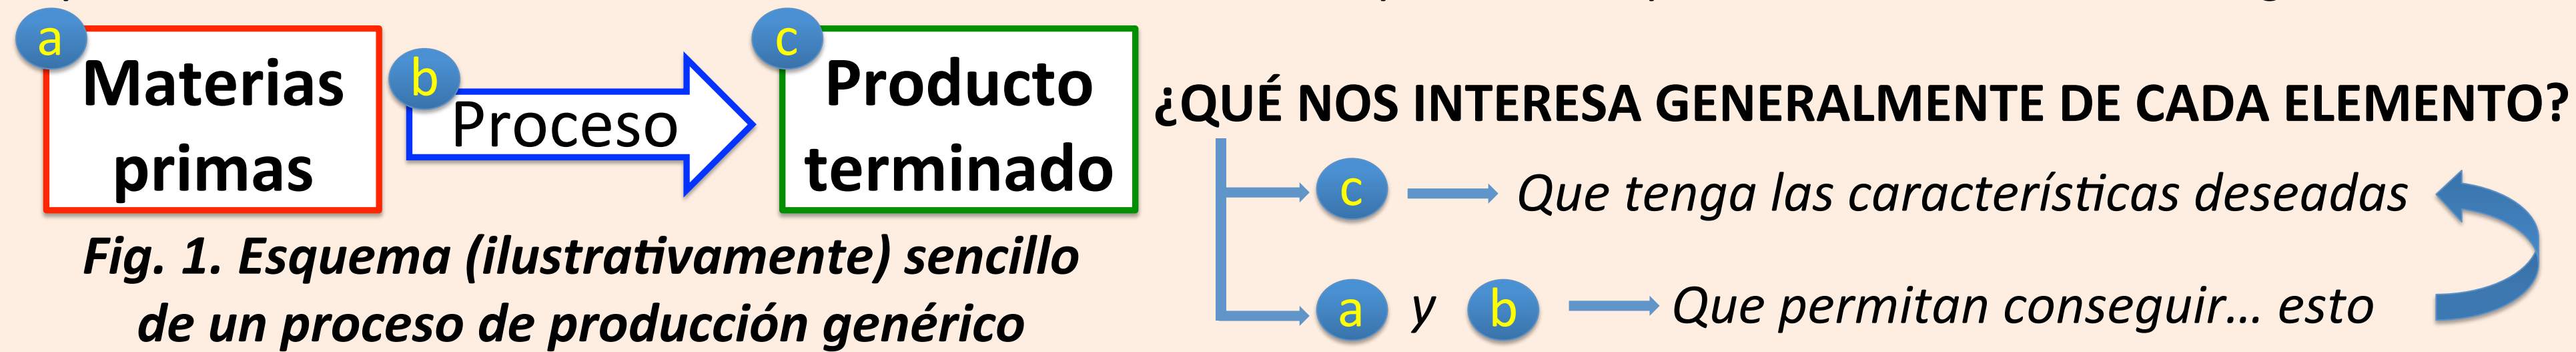 a
Materias
primas
b
Proceso
c
Producto
terminado
Fig. 1. Esquema (ilustrativamente) sencillo
de un proceso de producción genérico
¿QUÉ NOS INTERESA GENERALMENTE DE CADA ELEMENTO?
c Que tenga las características deseadas
a y b Que permitan conseguir... esto